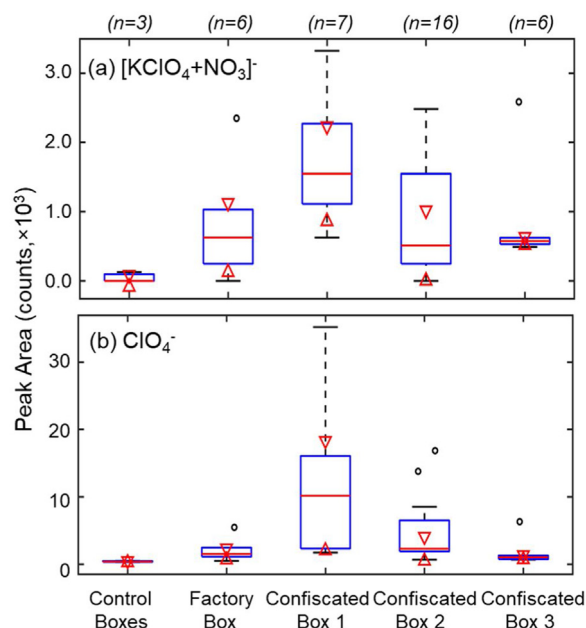 (n=3) (n=6) (n=7) (n=16) (n=6)
(a) [KClO₄+NO₃]⁻
3.0
2.0
1.0
0.0
Peak Area (counts,×10³)
(b) ClO₄⁻
30
20
10
0
Control Boxes
Factory Box
Confiscated Box 1
Confiscated Box 2
Confiscated Box 3